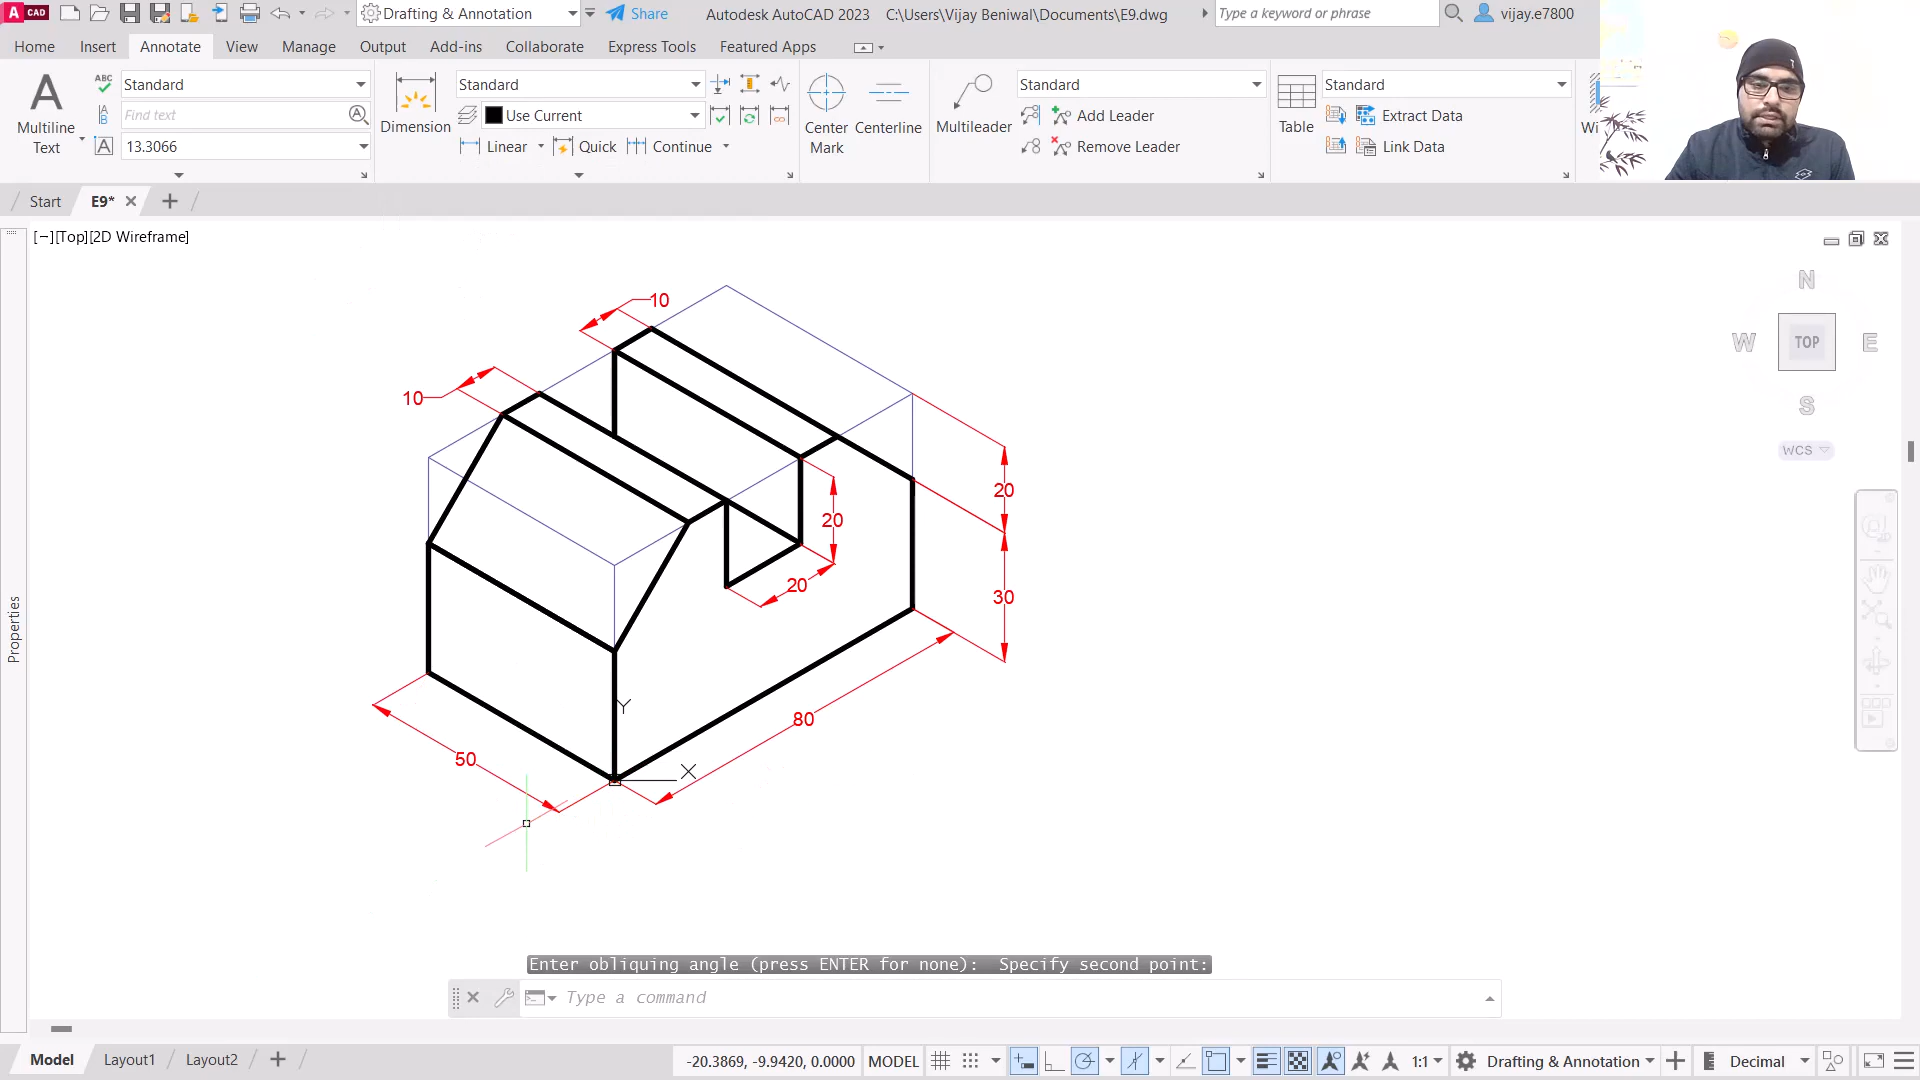 A CAD Drafting & Annotation Share Autodesk AutoCAD 2023 C:\Users\Vijay Beniwal\Documents\E9.dwg Type a keyword or phrase vijay.e7800
Home Insert Annotate View Manage Output Add-ins Collaborate Express Tools Featured Apps
ABC Standard Standard Standard Standard
Find text Use Current Add Leader Extract Data
Multiline Text Dimension Center Mark Centerline Multileader Table Wi
13.3066 Linear Quick Continue Remove Leader Link Data
Start E9*
[−][Top][2D Wireframe]
N
W TOP E
S
WCS
10
10
20
20
20
30
80
50
Y
X
Properties
Enter obliquing angle (press ENTER for none): Specify second point:
Type a command
Model Layout1 Layout2 -20.3869, -9.9420, 0.0000 MODEL 1:1 Drafting & Annotation Decimal